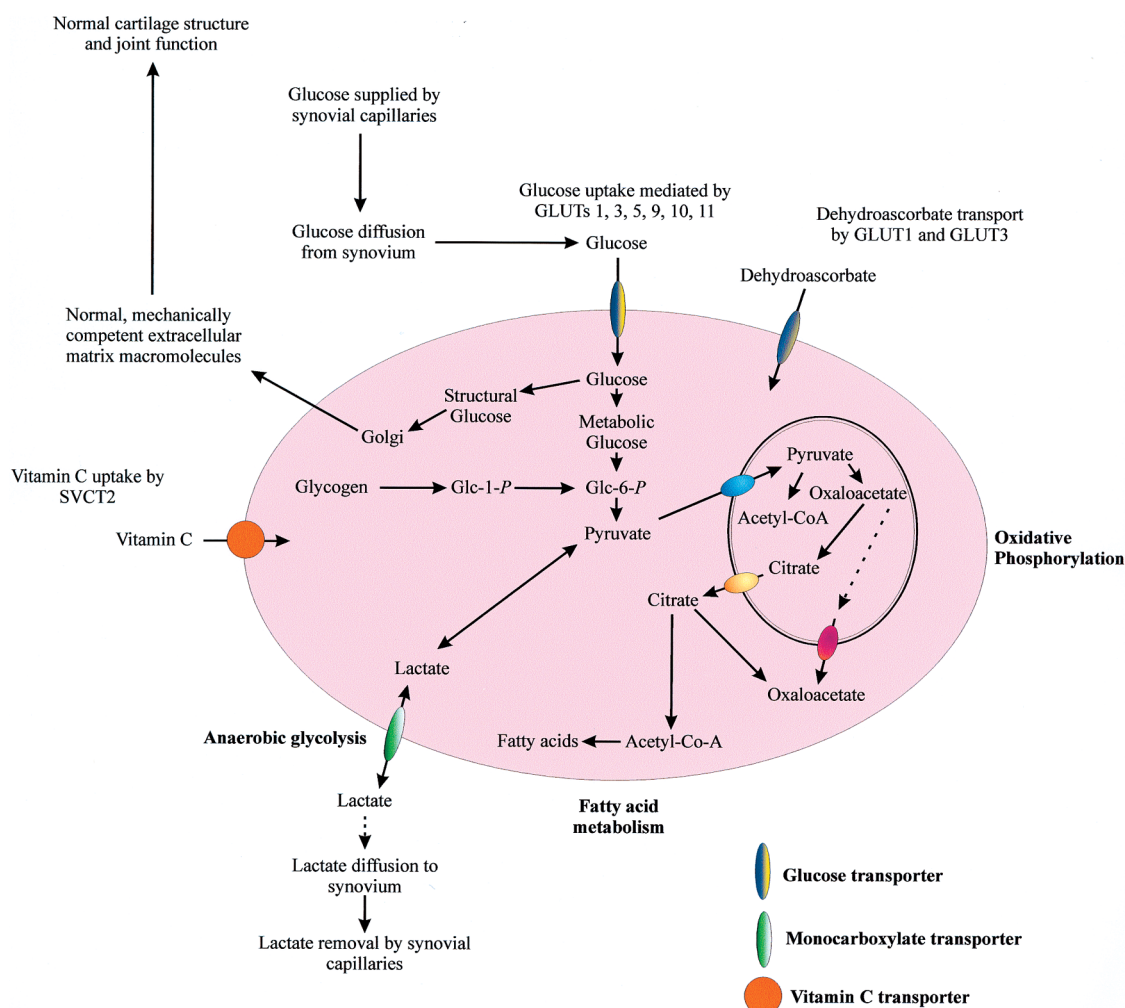 Normal cartilage structure
and joint function
Glucose supplied by
synovial capillaries
Glucose uptake mediated by
GLUTs 1, 3, 5, 9, 10, 11
Dehydroascorbate transport
by GLUT1 and GLUT3
Glucose diffusion
from synovium
Glucose
Dehydroascorbate
Normal, mechanically
competent extracellular
matrix macromolecules
Glucose
Structural
Glucose
Metabolic
Glucose
Golgi
Pyruvate
Oxaloacetate
Acetyl-CoA
Vitamin C uptake by
SVCT2
Glycogen
Glc-1-P
Glc-6-P
Vitamin C
Pyruvate
Oxidative
Phosphorylation
Citrate
Citrate
Lactate
Oxaloacetate
Anaerobic glycolysis
Fatty acids
Acetyl-Co-A
Lactate
Fatty acid
metabolism
Lactate diffusion to
synovium
Lactate removal by synovial
capillaries
Glucose transporter
Monocarboxylate transporter
Vitamin C transporter